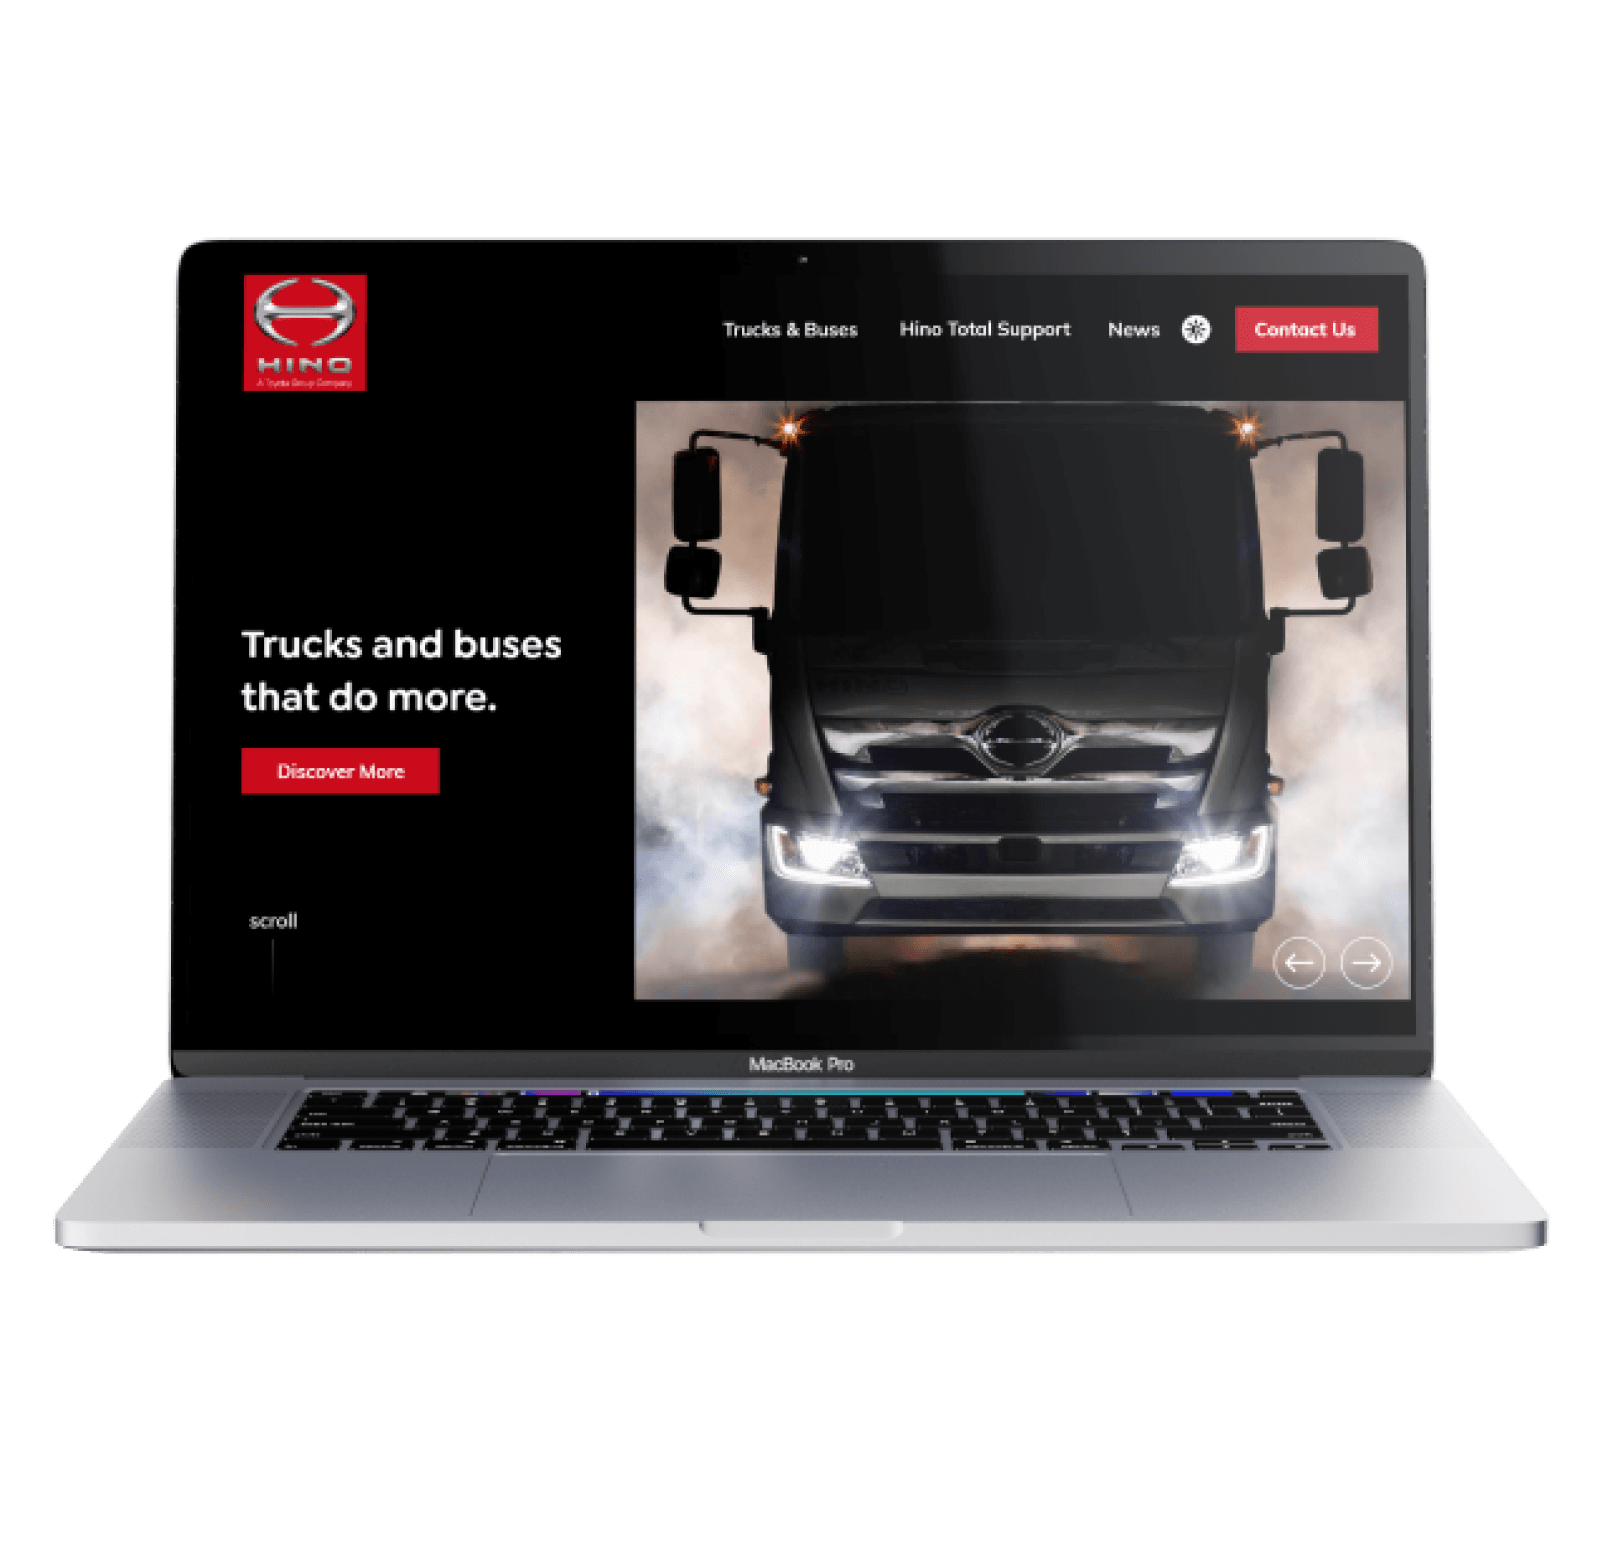 HINO
A Toyota Group Company
Trucks & Buses
Hino Total Support
News
Contact Us
Trucks and buses
that do more.
Discover More
scroll
MacBook Pro